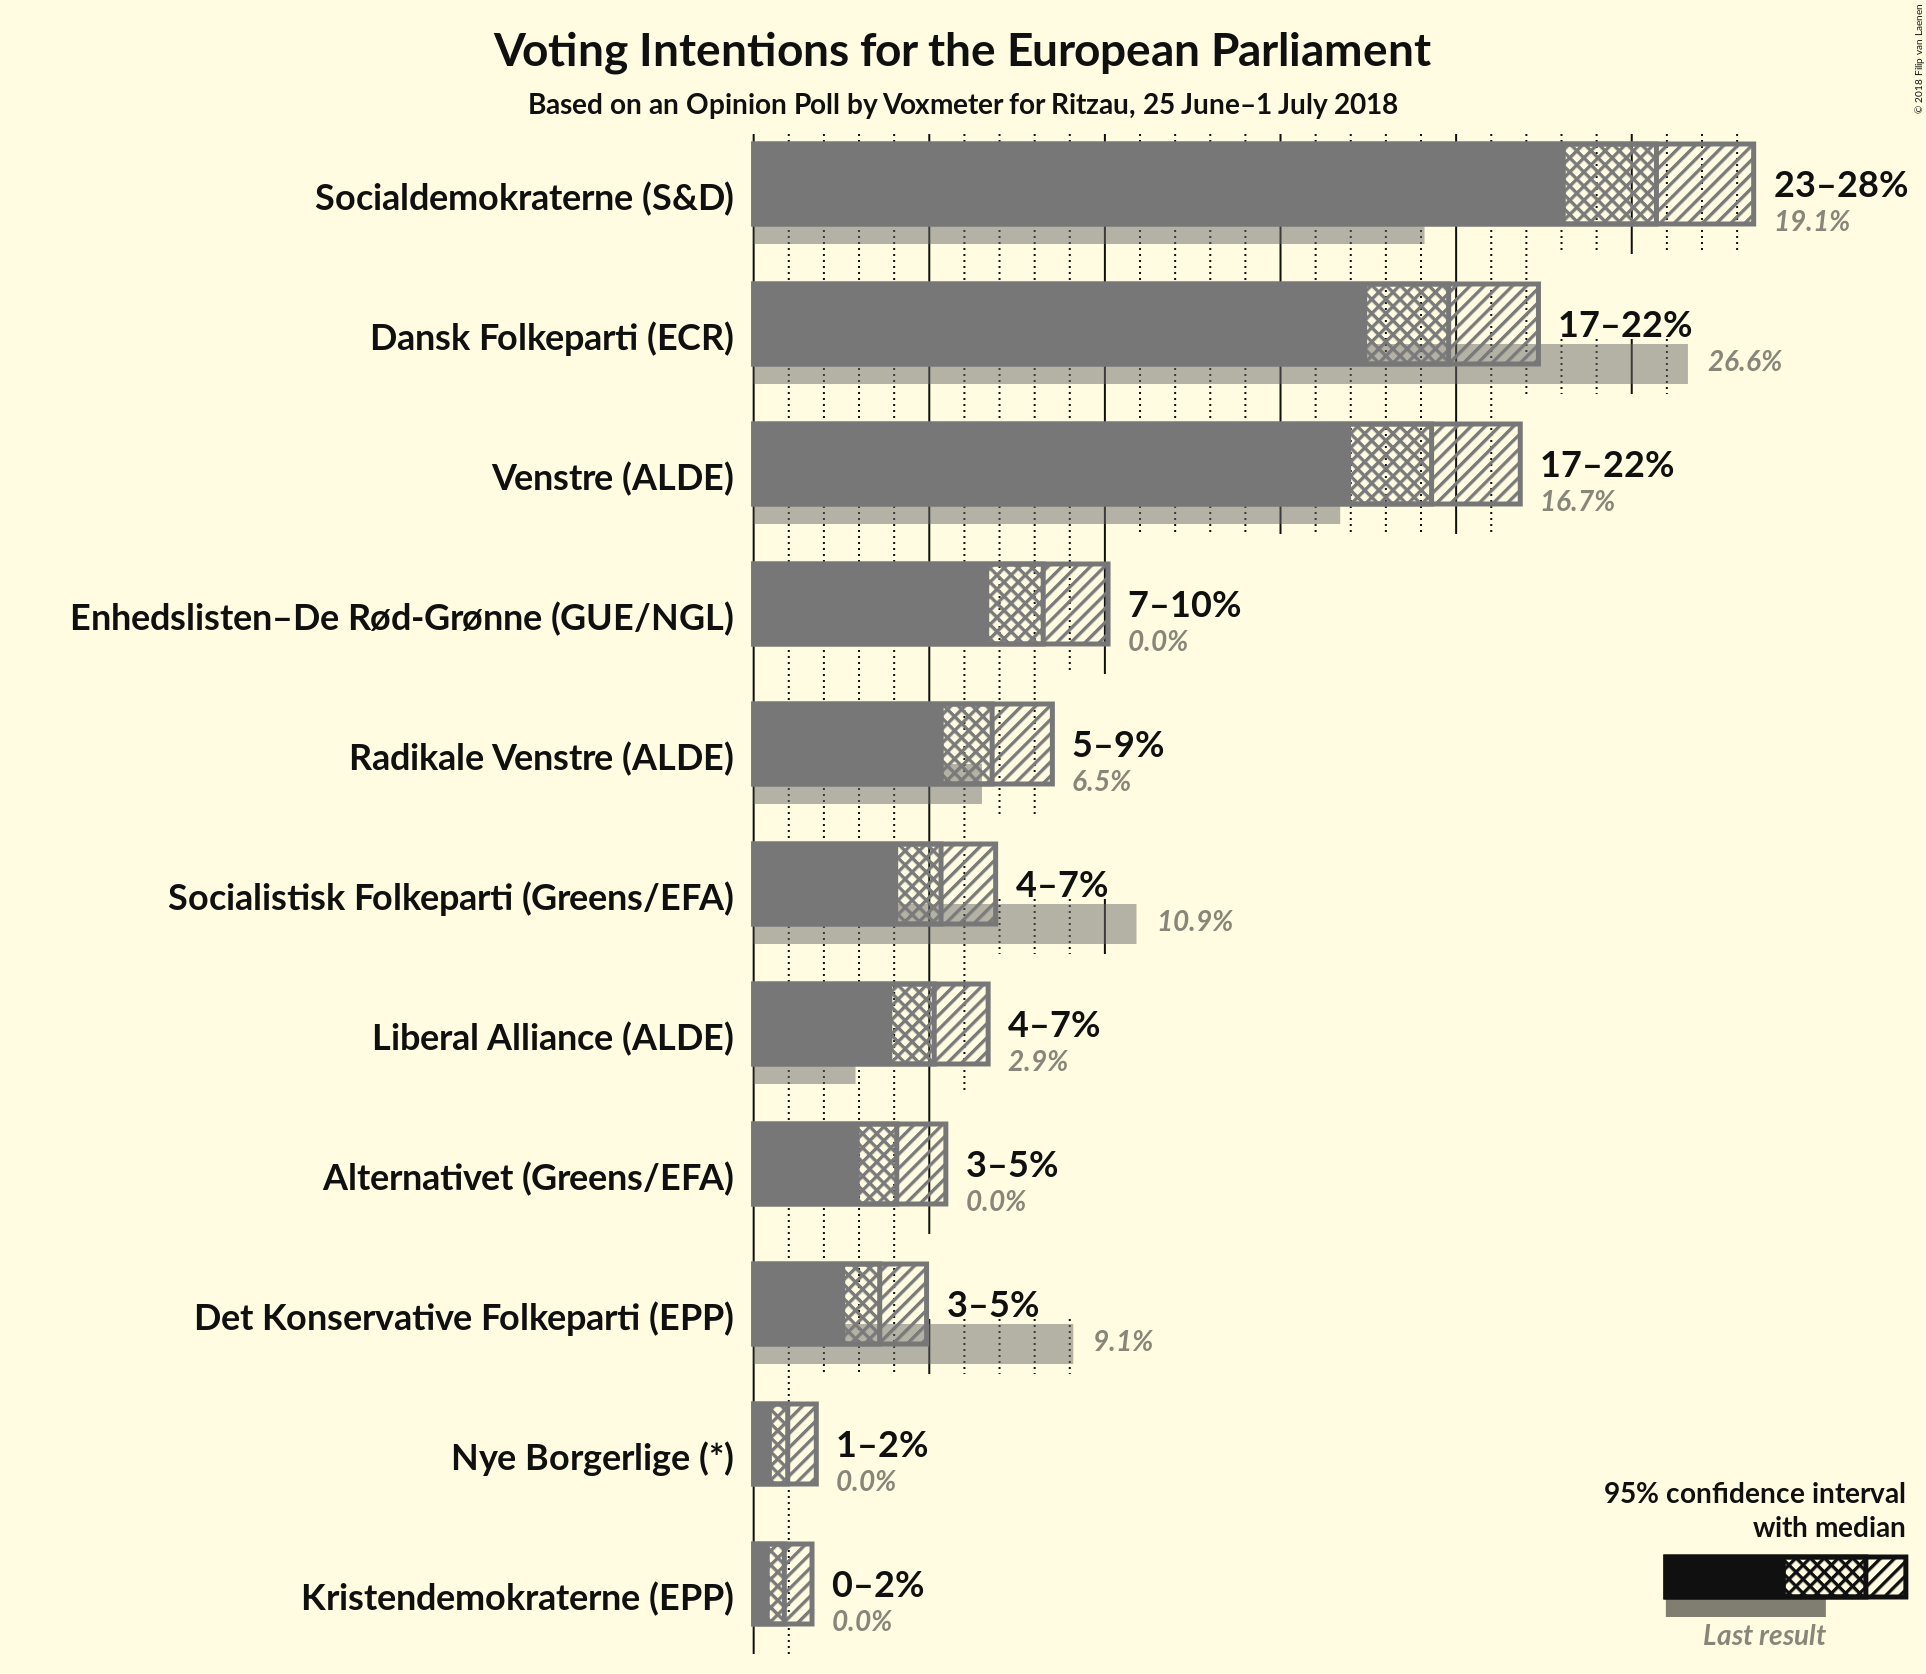 Voting Intentions for the European Parliament
Based on an Opinion Poll by Voxmeter for Ritzau, 25 June–1 July 2018
© 2018 Filip van Laenen
Socialdemokraterne (S&D)
23–28%
19.1%
Dansk Folkeparti (ECR)
17–22%
26.6%
Venstre (ALDE)
17–22%
16.7%
Enhedslisten–De Rød-Grønne (GUE/NGL)
7–10%
0.0%
Radikale Venstre (ALDE)
5–9%
6.5%
Socialistisk Folkeparti (Greens/EFA)
4–7%
10.9%
Liberal Alliance (ALDE)
4–7%
2.9%
Alternativet (Greens/EFA)
3–5%
0.0%
Det Konservative Folkeparti (EPP)
3–5%
9.1%
Nye Borgerlige (*)
1–2%
0.0%
Kristendemokraterne (EPP)
0–2%
0.0%
95% confidence interval
with median
Last result